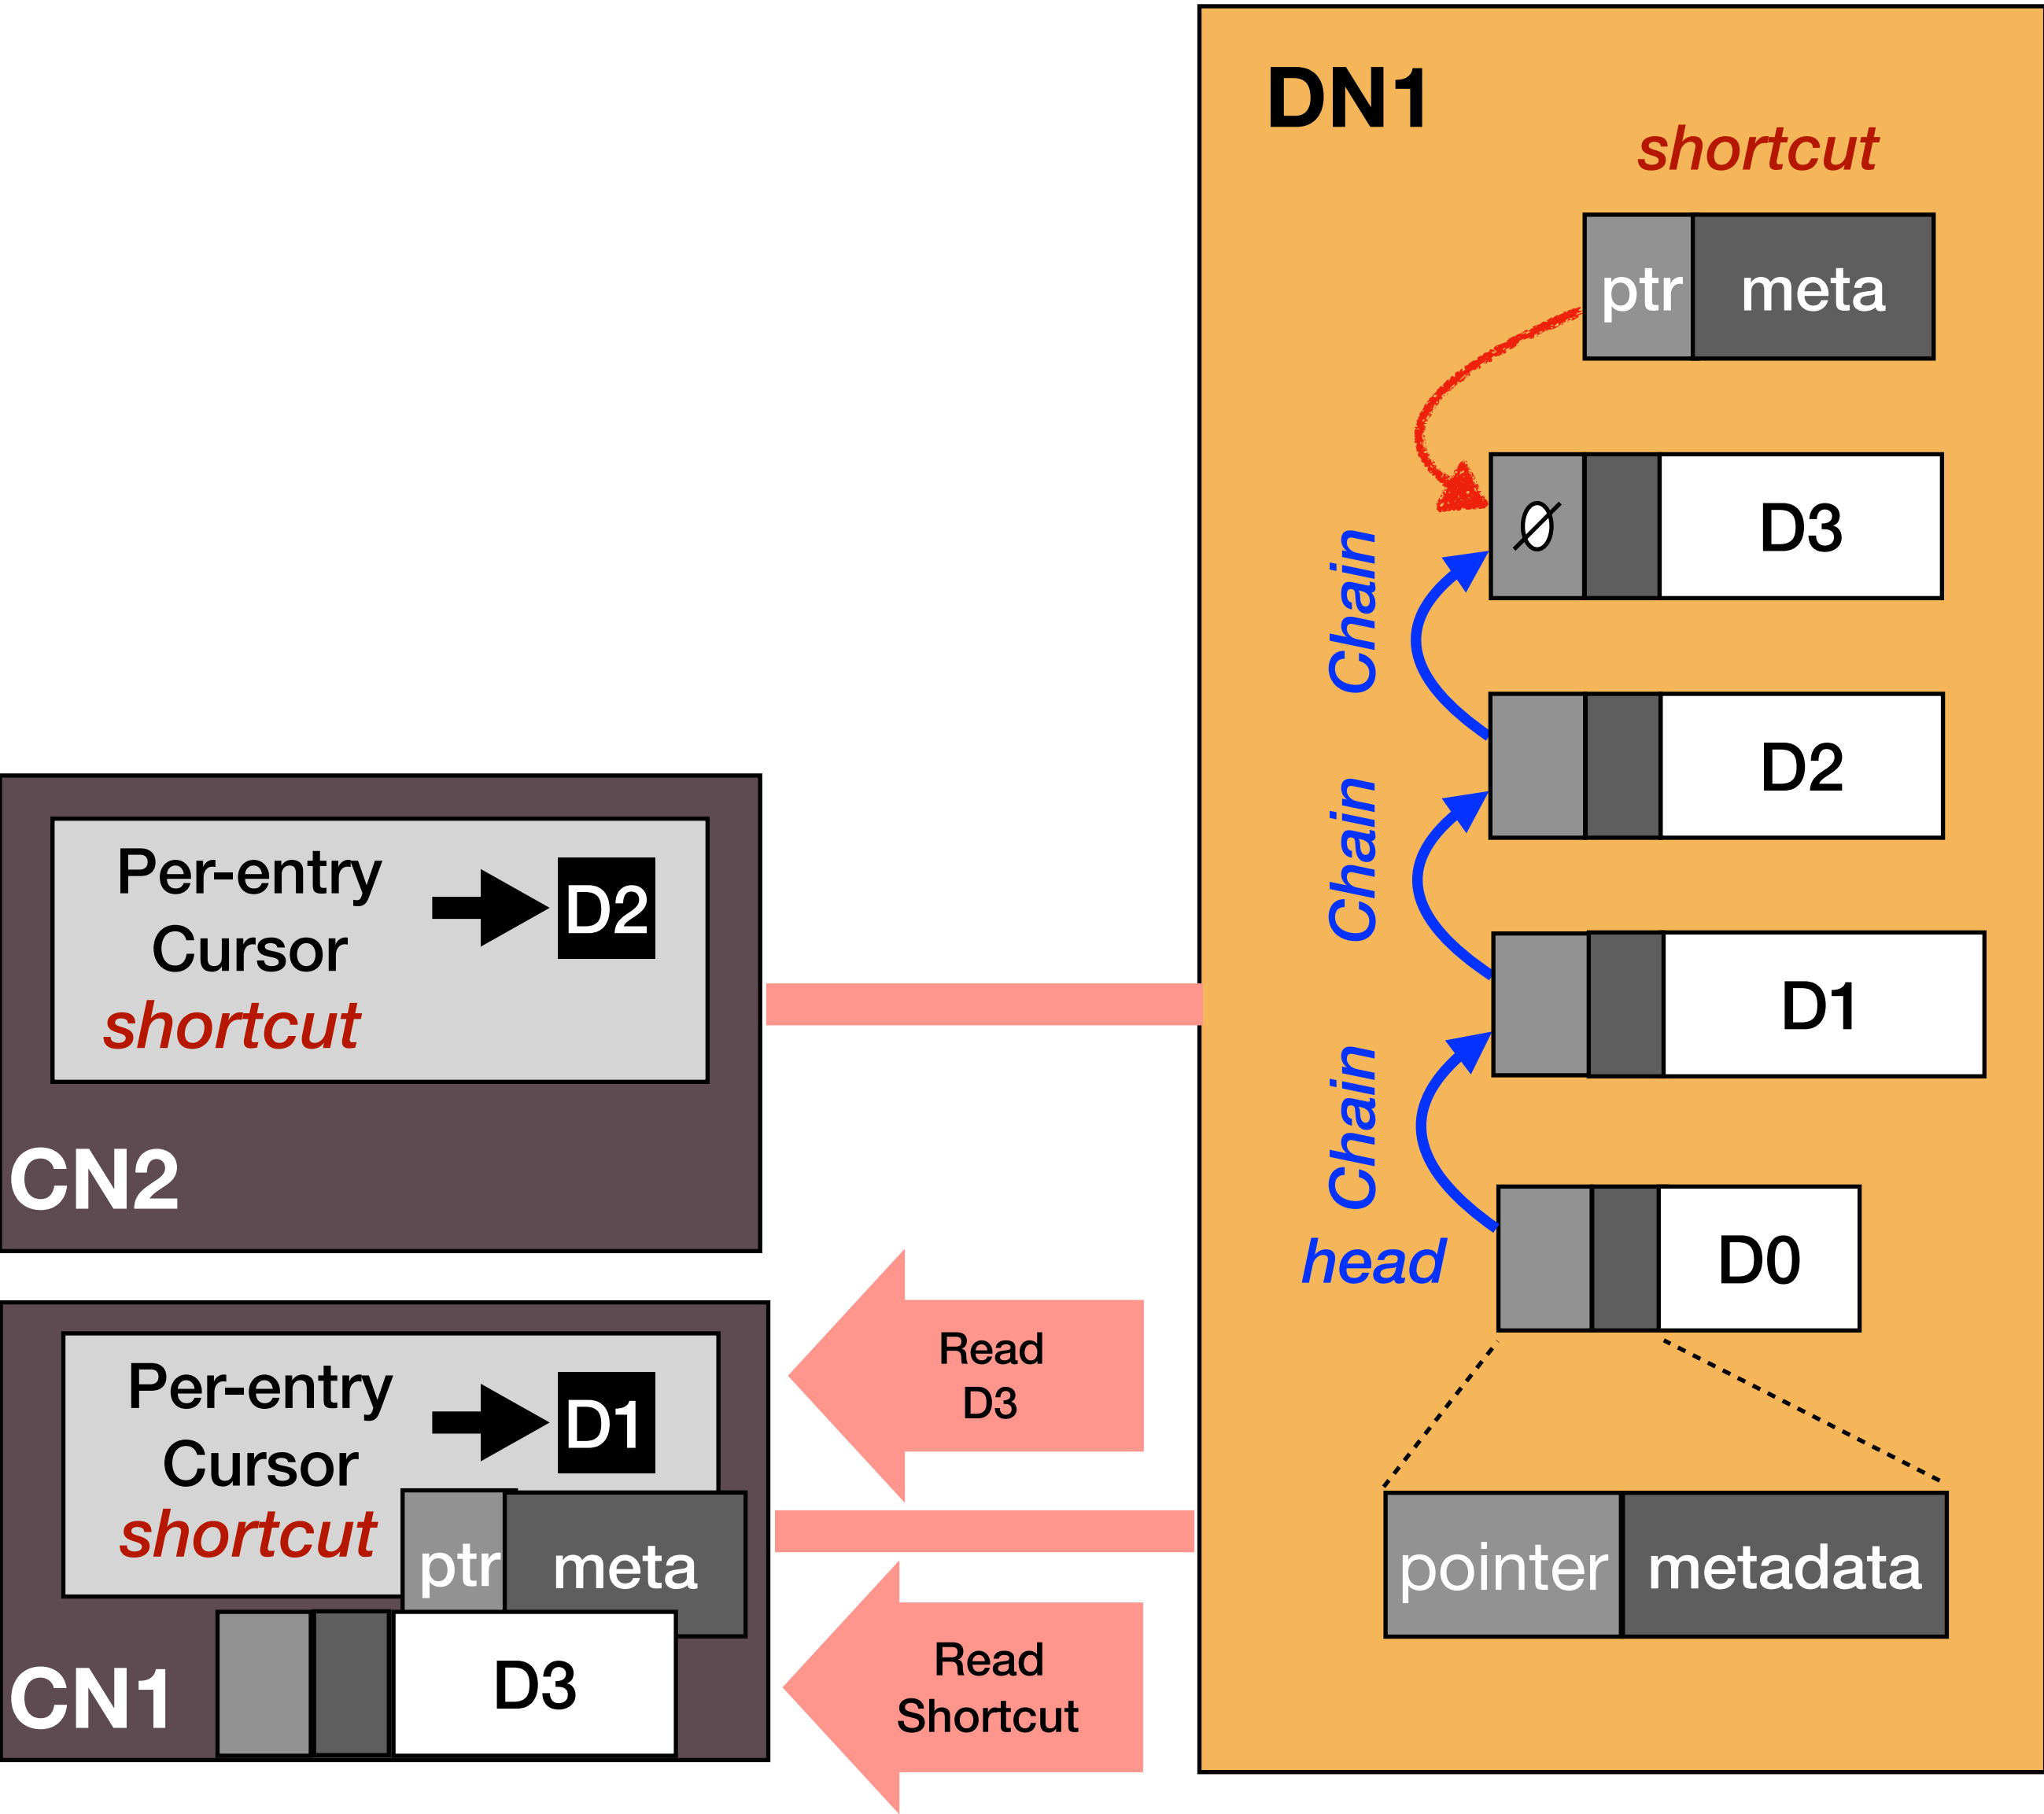 DN1
shortcut
ptr
meta
Ø
D3
Chain
D2
Chain
D1
Chain
head
D0
pointer
metadata
Per-entry
Cursor
shortcut
D2
CN2
Per-entry
Cursor
shortcut
D1
ptr
meta
D3
CN1
Read
D3
Read
Shortcut